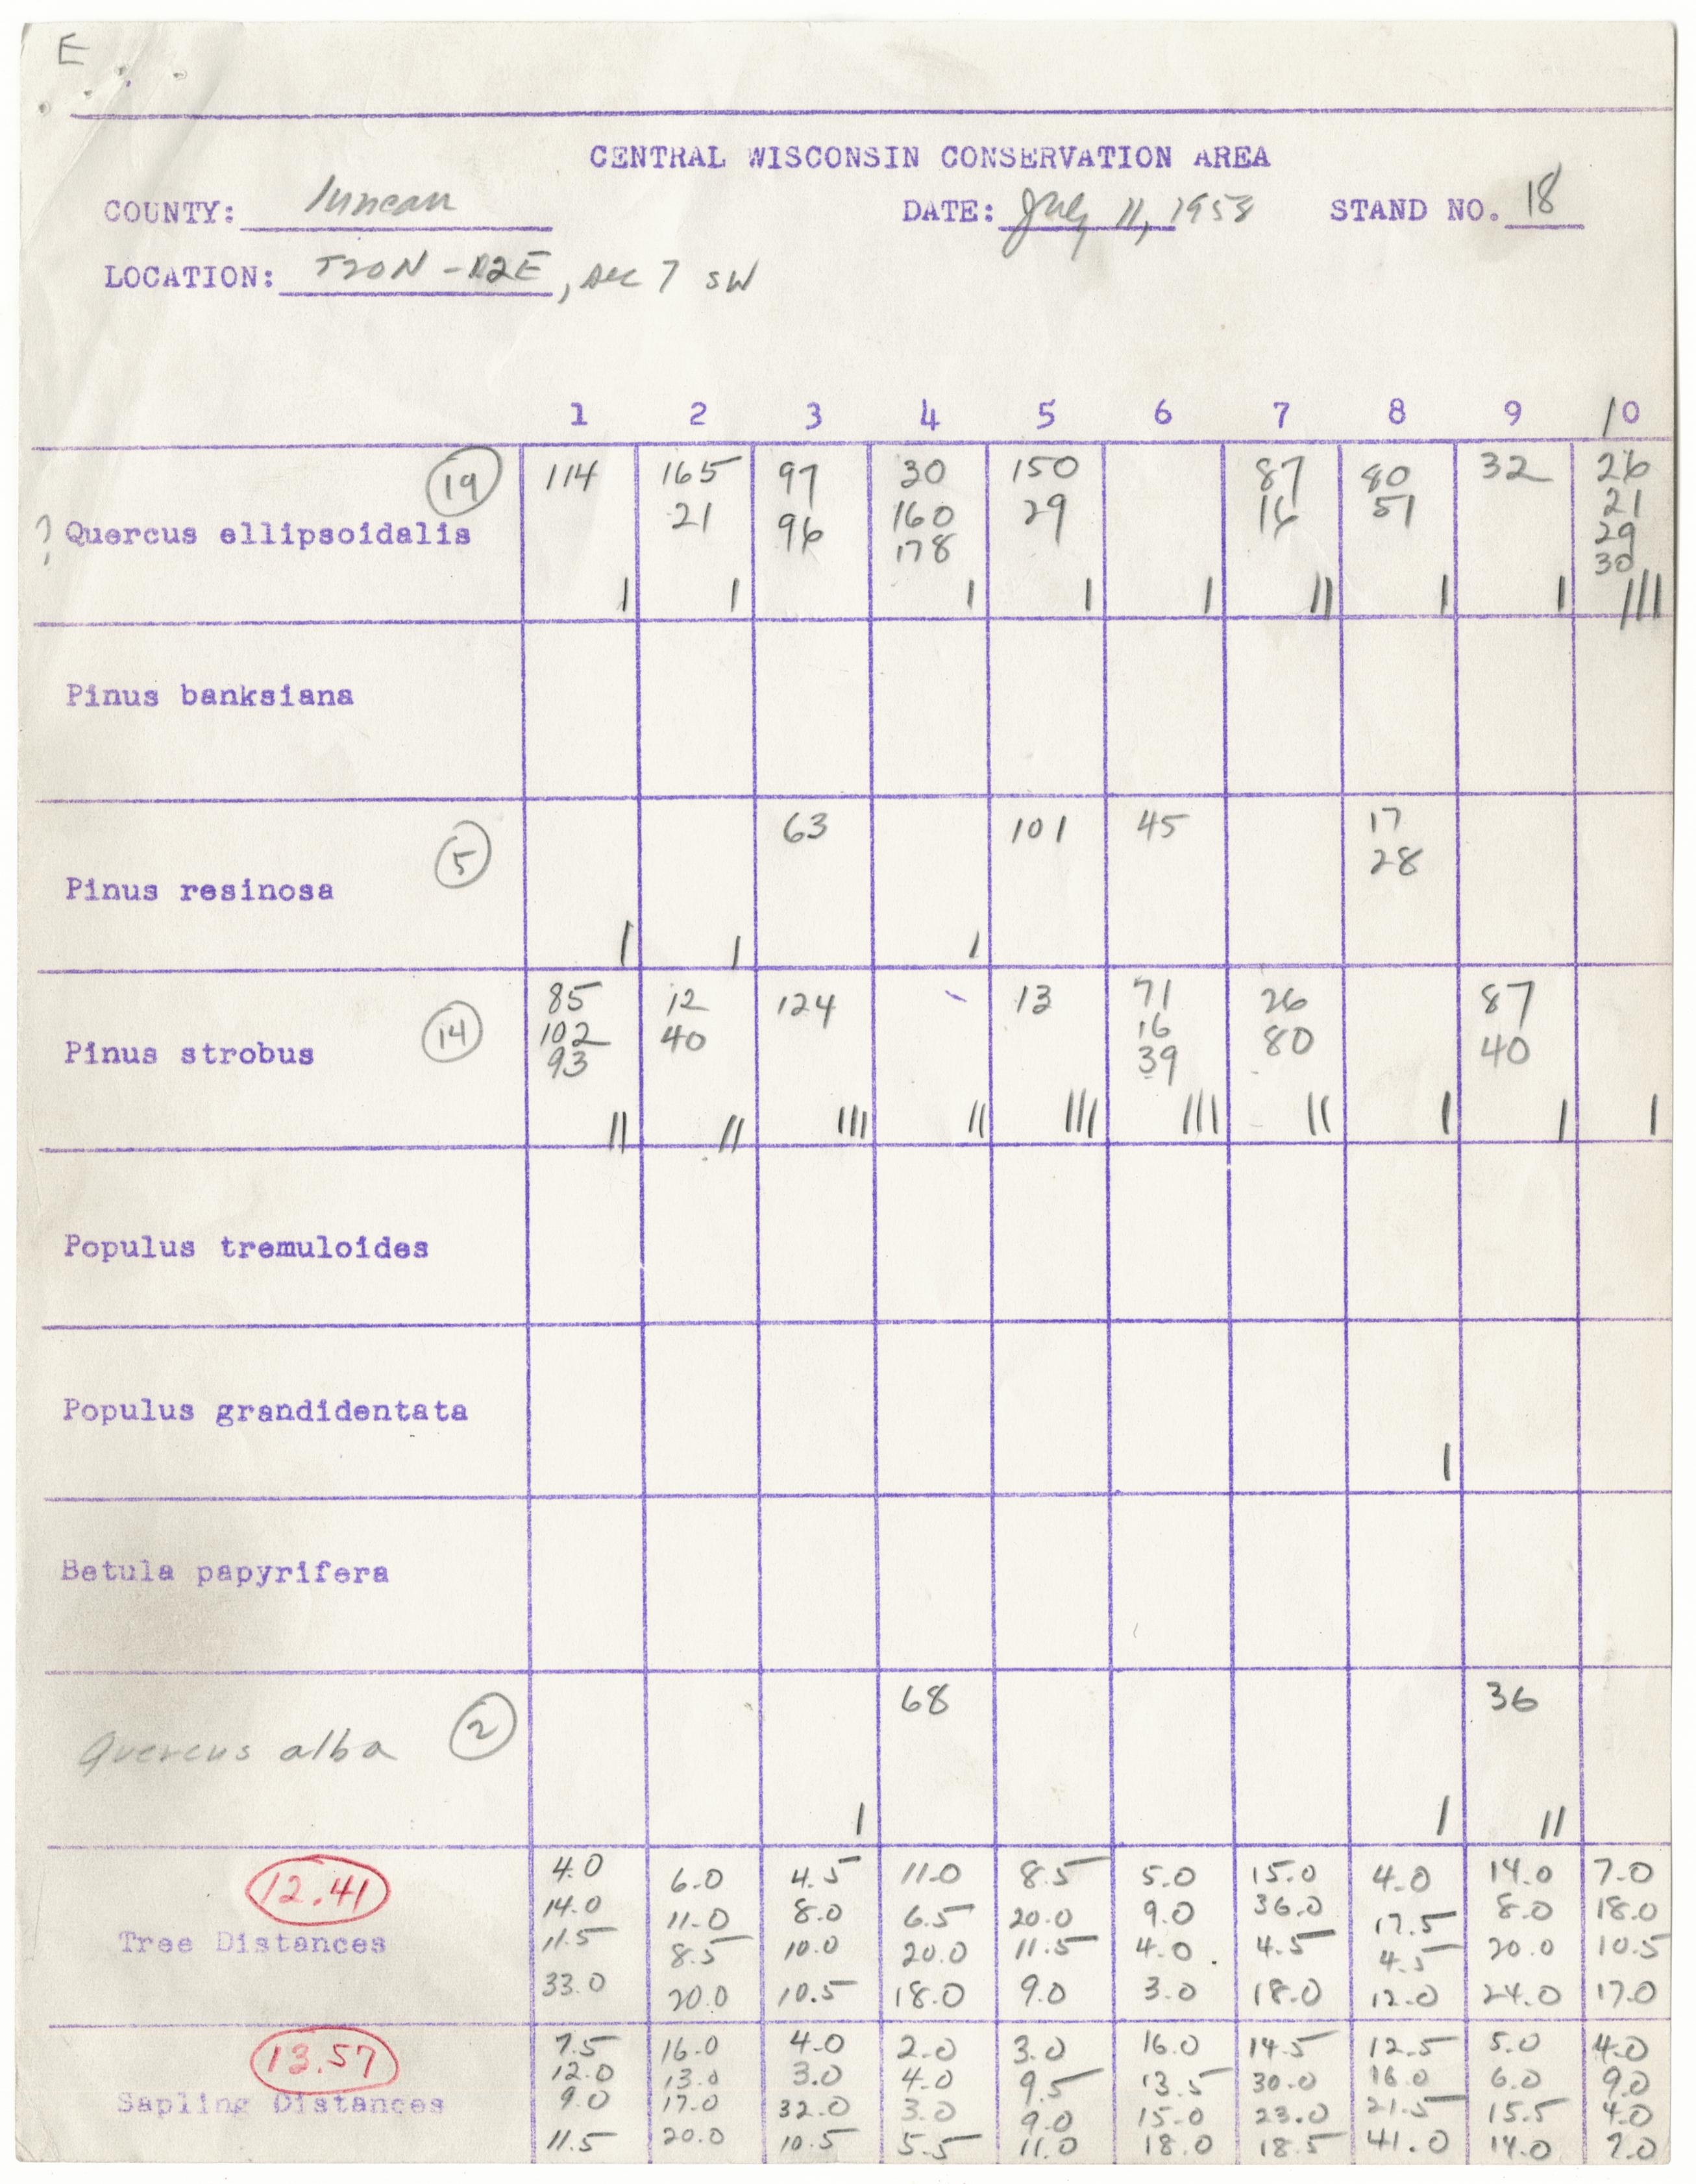 E
CENTRAL WISCONSIN CONSERVATION AREA
COUNTY: Juneau DATE: July 11, 1958 STAND NO. 18
LOCATION: T20N - R2E, Sec 7 SW
1 2 3 4 5 6 7 8 9 10
19 114 165 97 30 150 87 80 32 26
21 96 160 29 16 51 21
? Quercus ellipsoidalis 178 29
30
| | | | | || | | |||
Pinus banksiana
63 101 45 17
5 28
Pinus resinosa
| | |
85 12 124 13 71 26 87
14 102 40 16 80 40
Pinus strobus 93 39
|| || ||| || ||| ||| || | | |
Populus tremuloides
Populus grandidentata
|
Betula papyrifera
68 36
Quercus alba 2
| | ||
12.41 4.0 6.0 4.5 11.0 8.5 5.0 15.0 4.0 14.0 7.0
14.0 11.0 8.0 6.5 20.0 9.0 36.0 17.5 8.0 18.0
Tree Distances 11.5 8.5 10.0 20.0 11.5 4.0 4.5 4.5 20.0 10.5
33.0 20.0 10.5 18.0 9.0 3.0 18.0 12.0 24.0 17.0
13.57 7.5 16.0 4.0 2.0 3.0 16.0 14.5 12.5 5.0 4.0
12.0 13.0 3.0 4.0 9.5 13.5 30.0 16.0 6.0 9.0
Sapling Distances 9.0 17.0 32.0 3.0 9.0 15.0 23.0 21.5 15.5 4.0
11.5 20.0 10.5 5.5 11.0 18.0 18.5 41.0 14.0 7.0